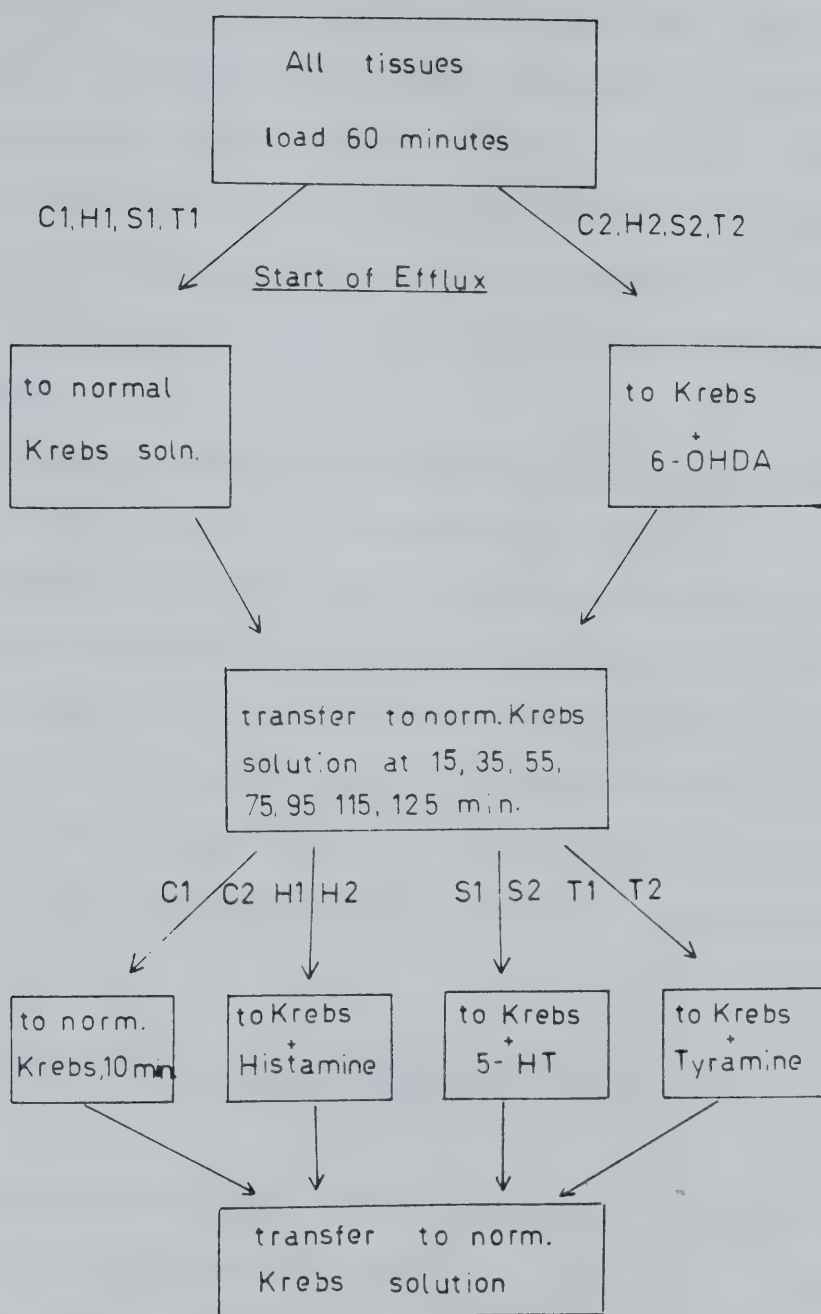 All tissues
load 60 minutes
C1,H1,S1,T1
C2,H2,S2,T2
Start of Efflux
to normal
Krebs soln.
to Krebs
+
6-OHDA
transfer to norm. Krebs
solution at 15, 35, 55,
75, 95 115, 125 min.
C1 C2 H1 H2 S1 S2 T1 T2
to norm.
Krebs, 10 min
to Krebs
+
Histamine
to Krebs
+
5-HT
to Krebs
+
Tyramine
transfer to norm.
Krebs solution